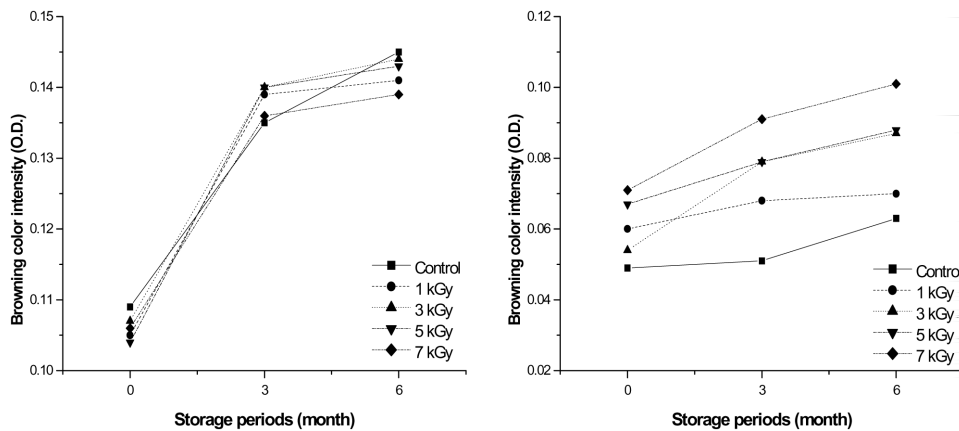 0.15
0.14
0.13
0.12
0.11
0.10
Browning color intensity (O.D.)
0
3
6
Storage periods (month)
Control
1 kGy
3 kGy
5 kGy
7 kGy
0.12
0.10
0.08
0.06
0.04
0.02
Browning color intensity (O.D.)
0
3
6
Storage periods (month)
Contro
1 kGy
3 kGy
5 kGy
7 kGy